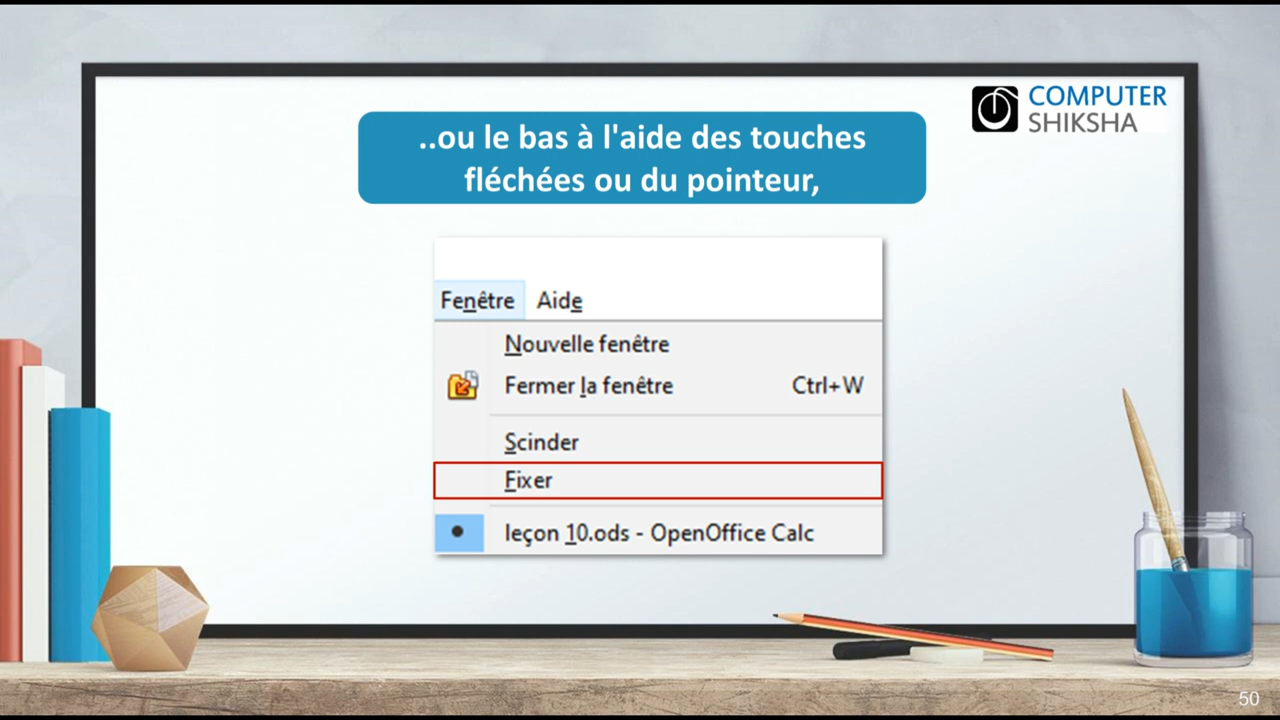 COMPUTER
SHIKSHA
..ou le bas à l'aide des touches
fléchées ou du pointeur,
Fenêtre Aide
Nouvelle fenêtre
Fermer la fenêtre Ctrl+W
Scinder
Fixer
leçon 10.ods - OpenOffice Calc
50